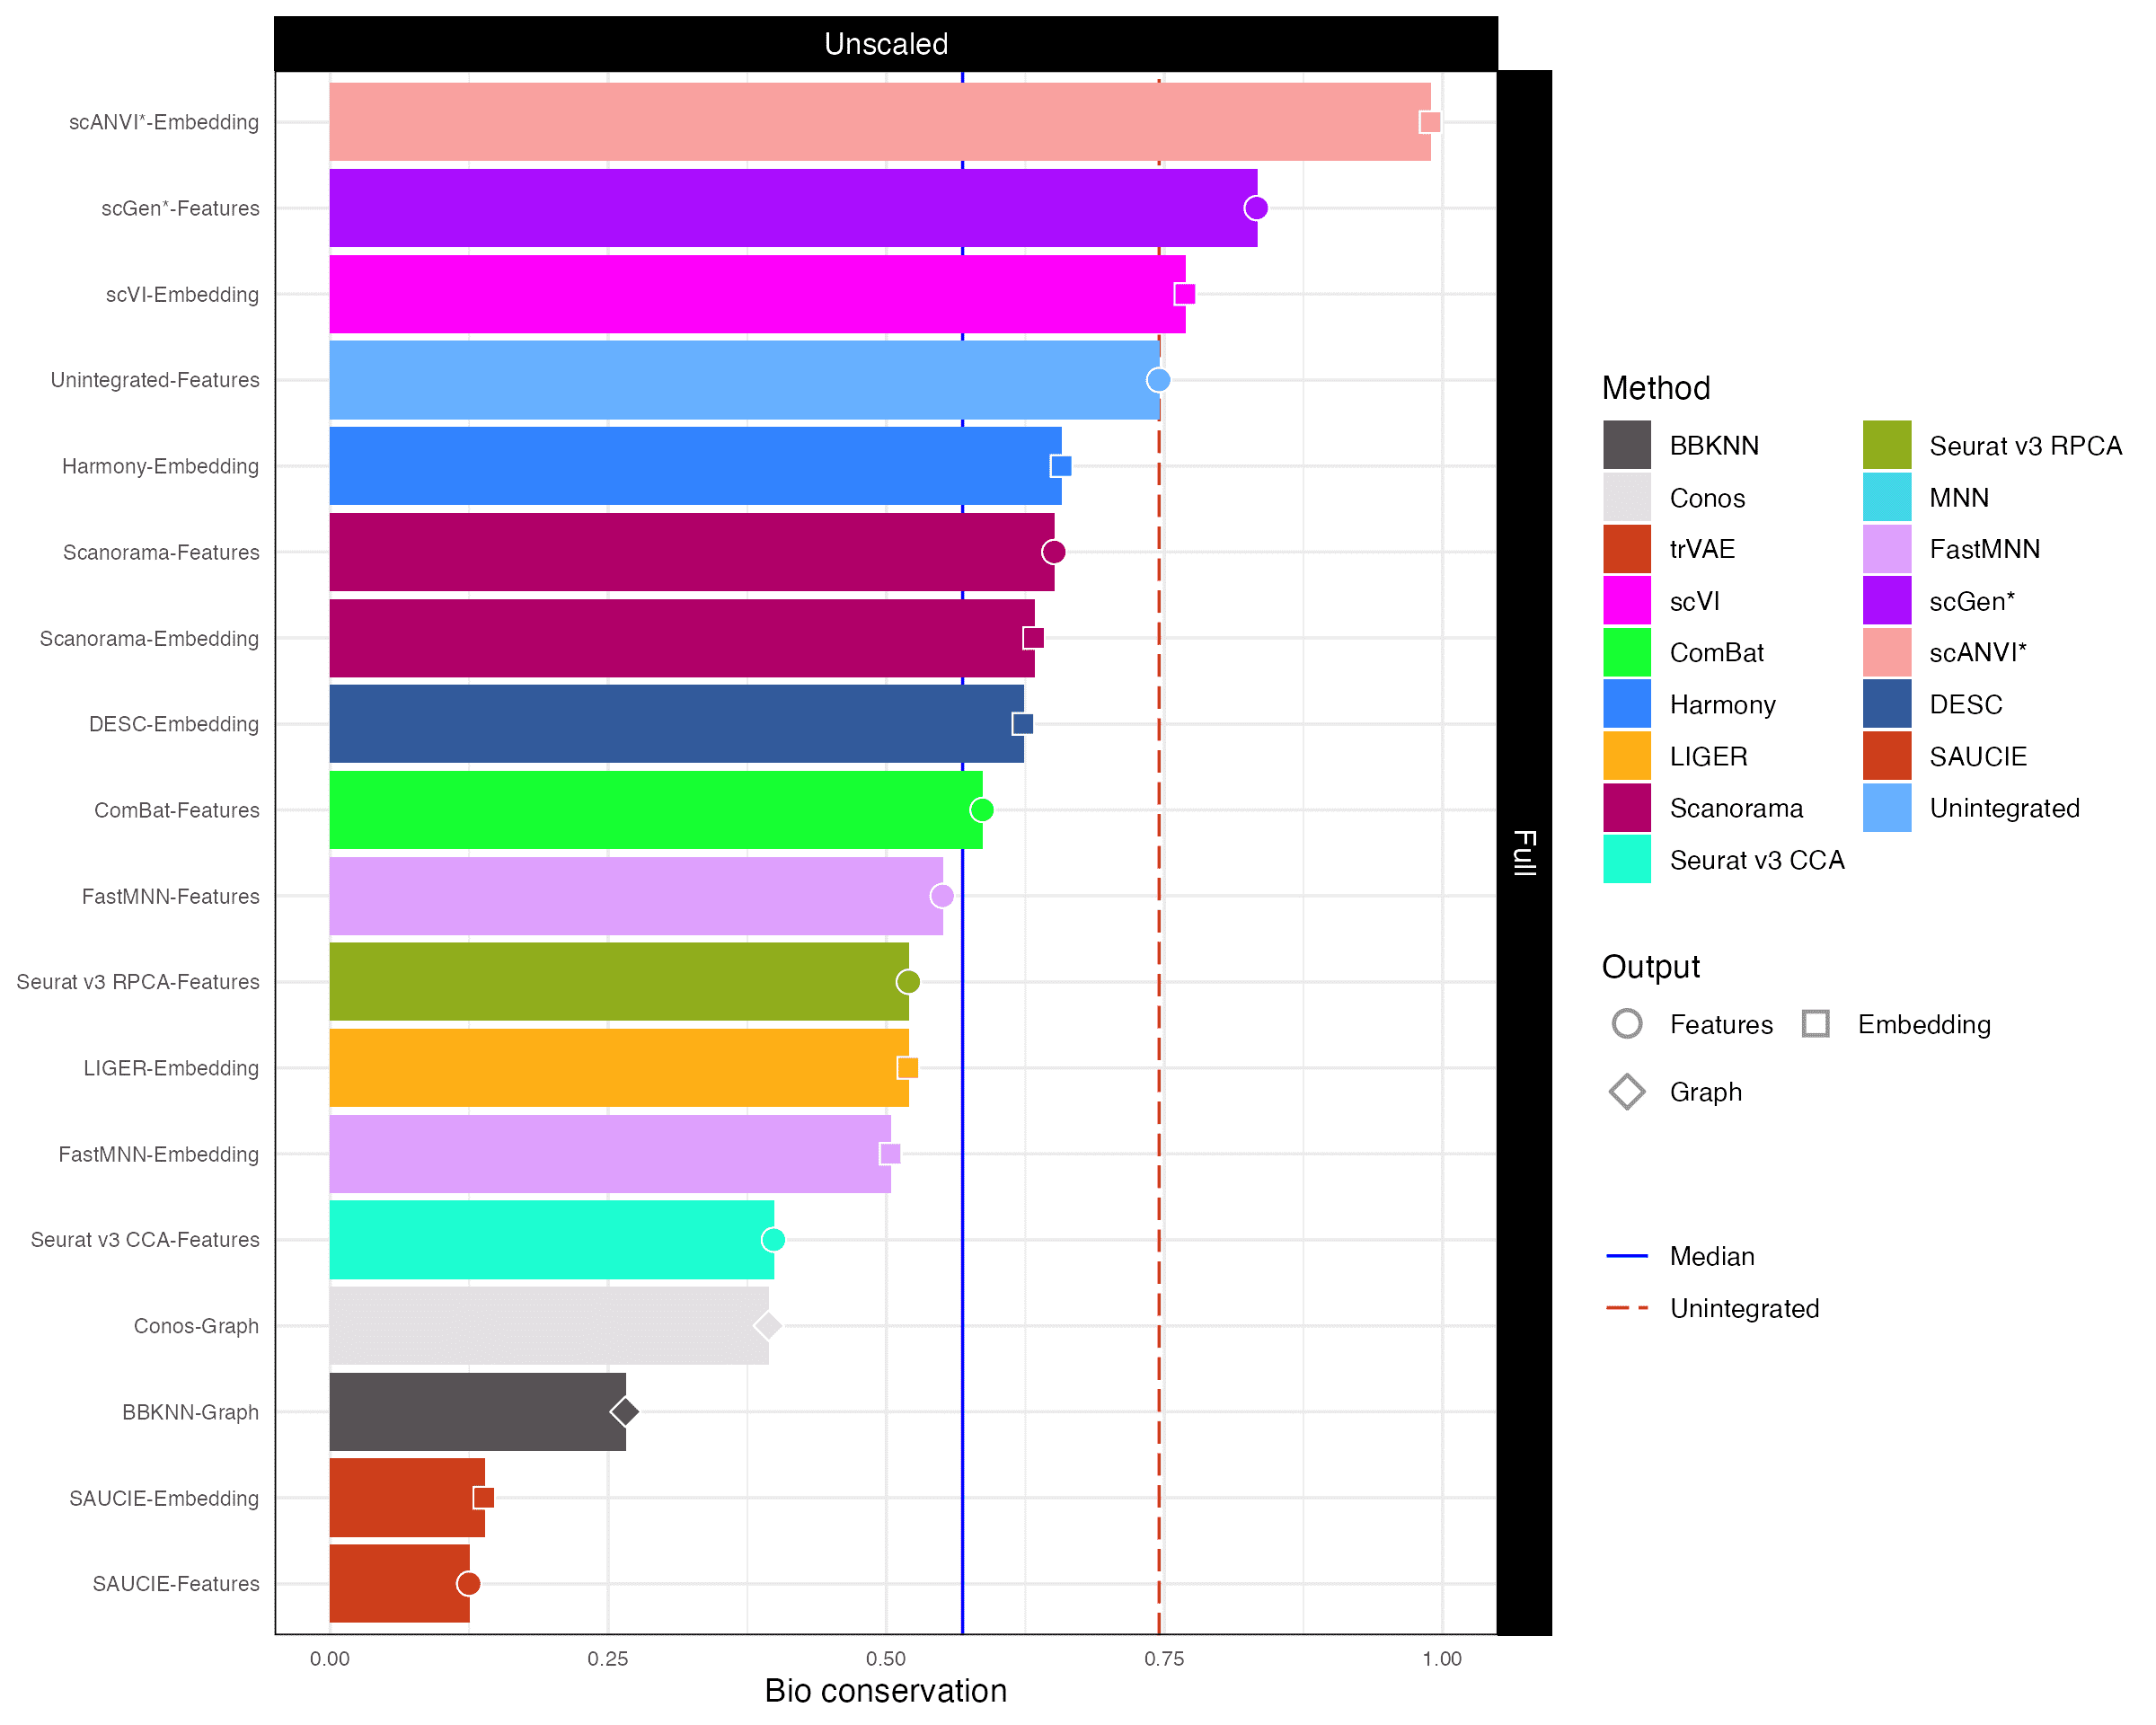 Unscaled
Full
scANVI*-Embedding
scGen*-Features
scVI-Embedding
Unintegrated-Features
Harmony-Embedding
Scanorama-Features
Scanorama-Embedding
DESC-Embedding
ComBat-Features
FastMNN-Features
Seurat v3 RPCA-Features
LIGER-Embedding
FastMNN-Embedding
Seurat v3 CCA-Features
Conos-Graph
BBKNN-Graph
SAUCIE-Embedding
SAUCIE-Features
0.00 0.25 0.50 0.75 1.00
Bio conservation
Method
BBKNN
Conos
trVAE
scVI
ComBat
Harmony
LIGER
Scanorama
Seurat v3 CCA
Seurat v3 RPCA
MNN
FastMNN
scGen*
scANVI*
DESC
SAUCIE
Unintegrated
Output
Features Embedding
Graph
Median
Unintegrated